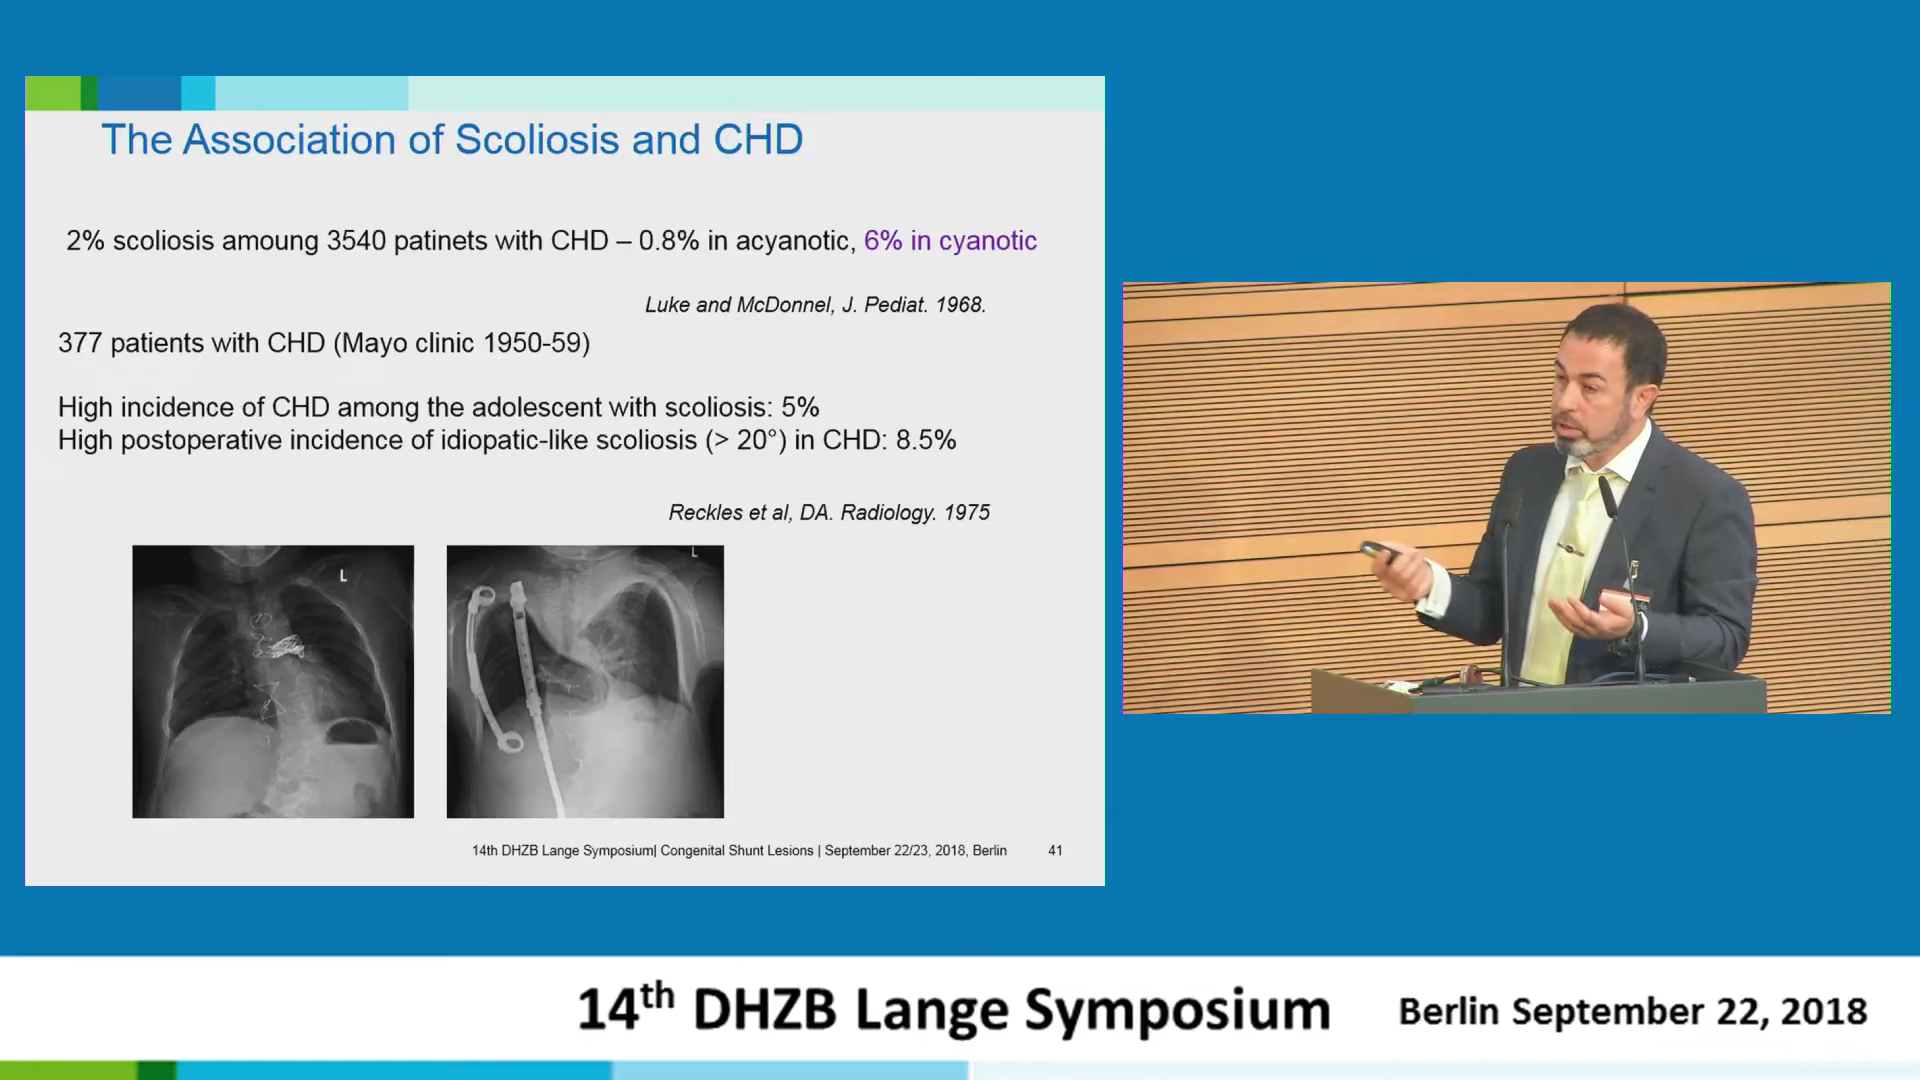 The Association of Scoliosis and CHD
2% scoliosis amoung 3540 patinets with CHD – 0.8% in acyanotic, 6% in cyanotic
Luke and McDonnel, J. Pediat. 1968.
377 patients with CHD (Mayo clinic 1950-59)
High incidence of CHD among the adolescent with scoliosis: 5%
High postoperative incidence of idiopatic-like scoliosis (> 20°) in CHD: 8.5%
Reckles et al, DA. Radiology. 1975
L
L
14th DHZB Lange Symposium| Congenital Shunt Lesions | September 22/23, 2018, Berlin 41
14th DHZB Lange Symposium Berlin September 22, 2018